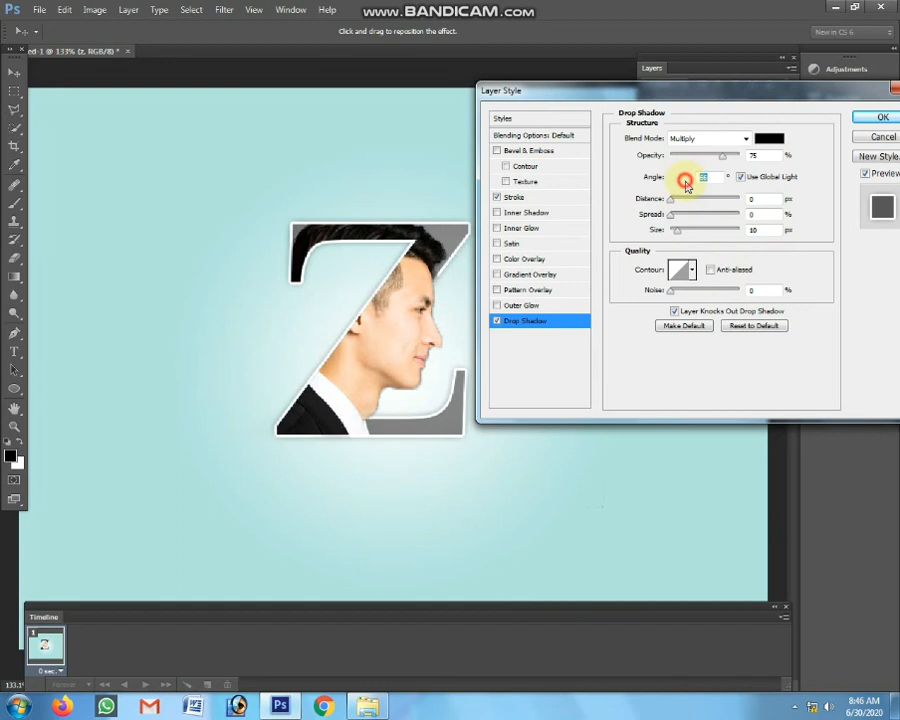 Ps File Edit Image Layer Type Select Filter View Window Help
WWW.BANDICAM.COM
Click and drag to reposition the effect.
New in CS 6
ed-1 @ 133% (z, RGB/8) * ×
Layers
Adjustments
Layer Style
Styles
Blending Options: Default
Bevel & Emboss
Contour
Texture
Stroke
Inner Shadow
Inner Glow
Satin
Color Overlay
Gradient Overlay
Pattern Overlay
Outer Glow
Drop Shadow
Drop Shadow
Structure
Blend Mode: Multiply
Opacity: 75 %
Angle: °
Use Global Light
Distance: 0 px
Spread: 0 %
Size: 10 px
Quality
Contour: Anti-aliased
Noise: 0 %
Layer Knocks Out Drop Shadow
Make Default Reset to Default
OK
Cancel
New Style.
Preview
Z
Timeline
1
0 sec.
Forever
133.1
8:46 AM
6/30/2020